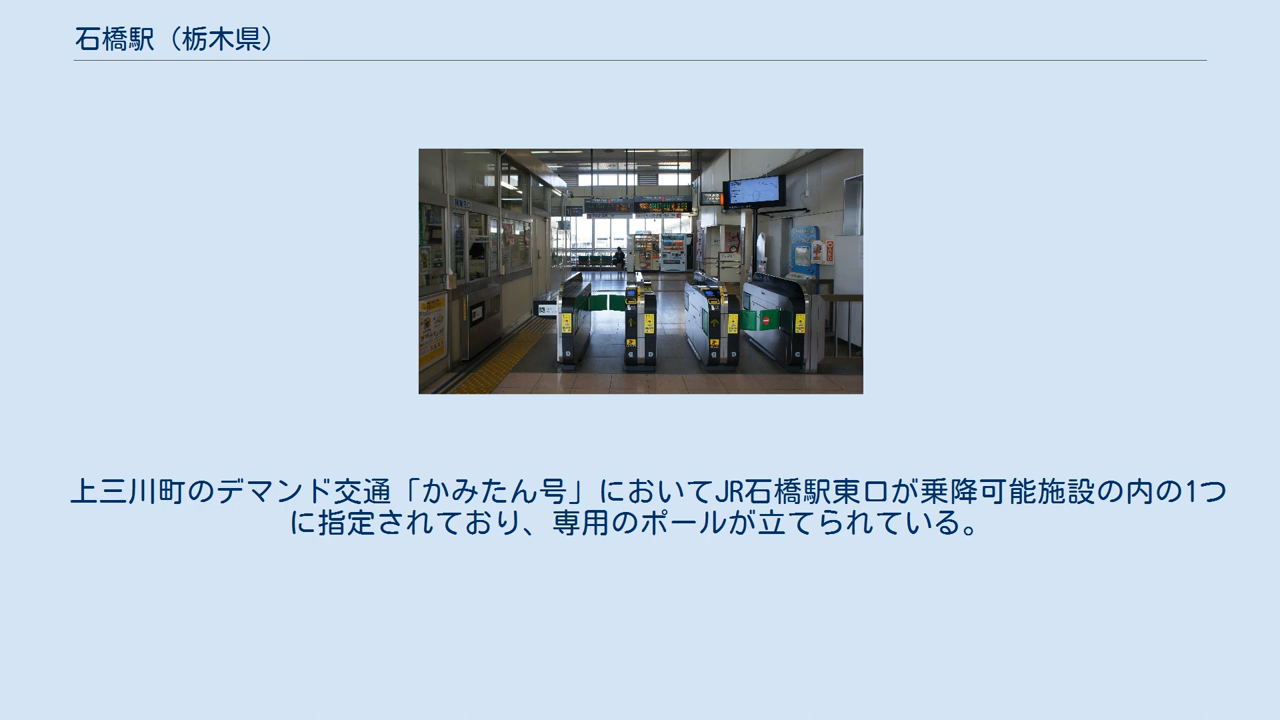 石橋駅（栃木県）
上三川町のデマンド交通「かみたん号」においてJR石橋駅東口が乗降可能施設の内の1つ
に指定されており、専用のポールが立てられている。